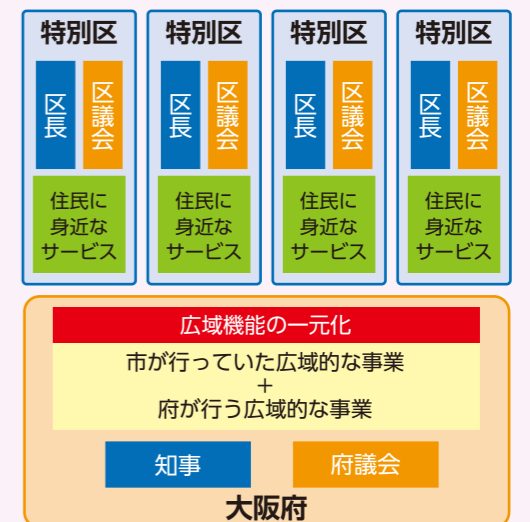 特別区
区長
区議会
住民に
身近な
サービス
特別区
区長
区議会
住民に
身近な
サービス
特別区
区長
区議会
住民に
身近な
サービス
特別区
区長
区議会
住民に
身近な
サービス
広域機能の一元化
市が行っていた広域的な事業
+
府が行う広域的な事業
知事
府議会
大阪府